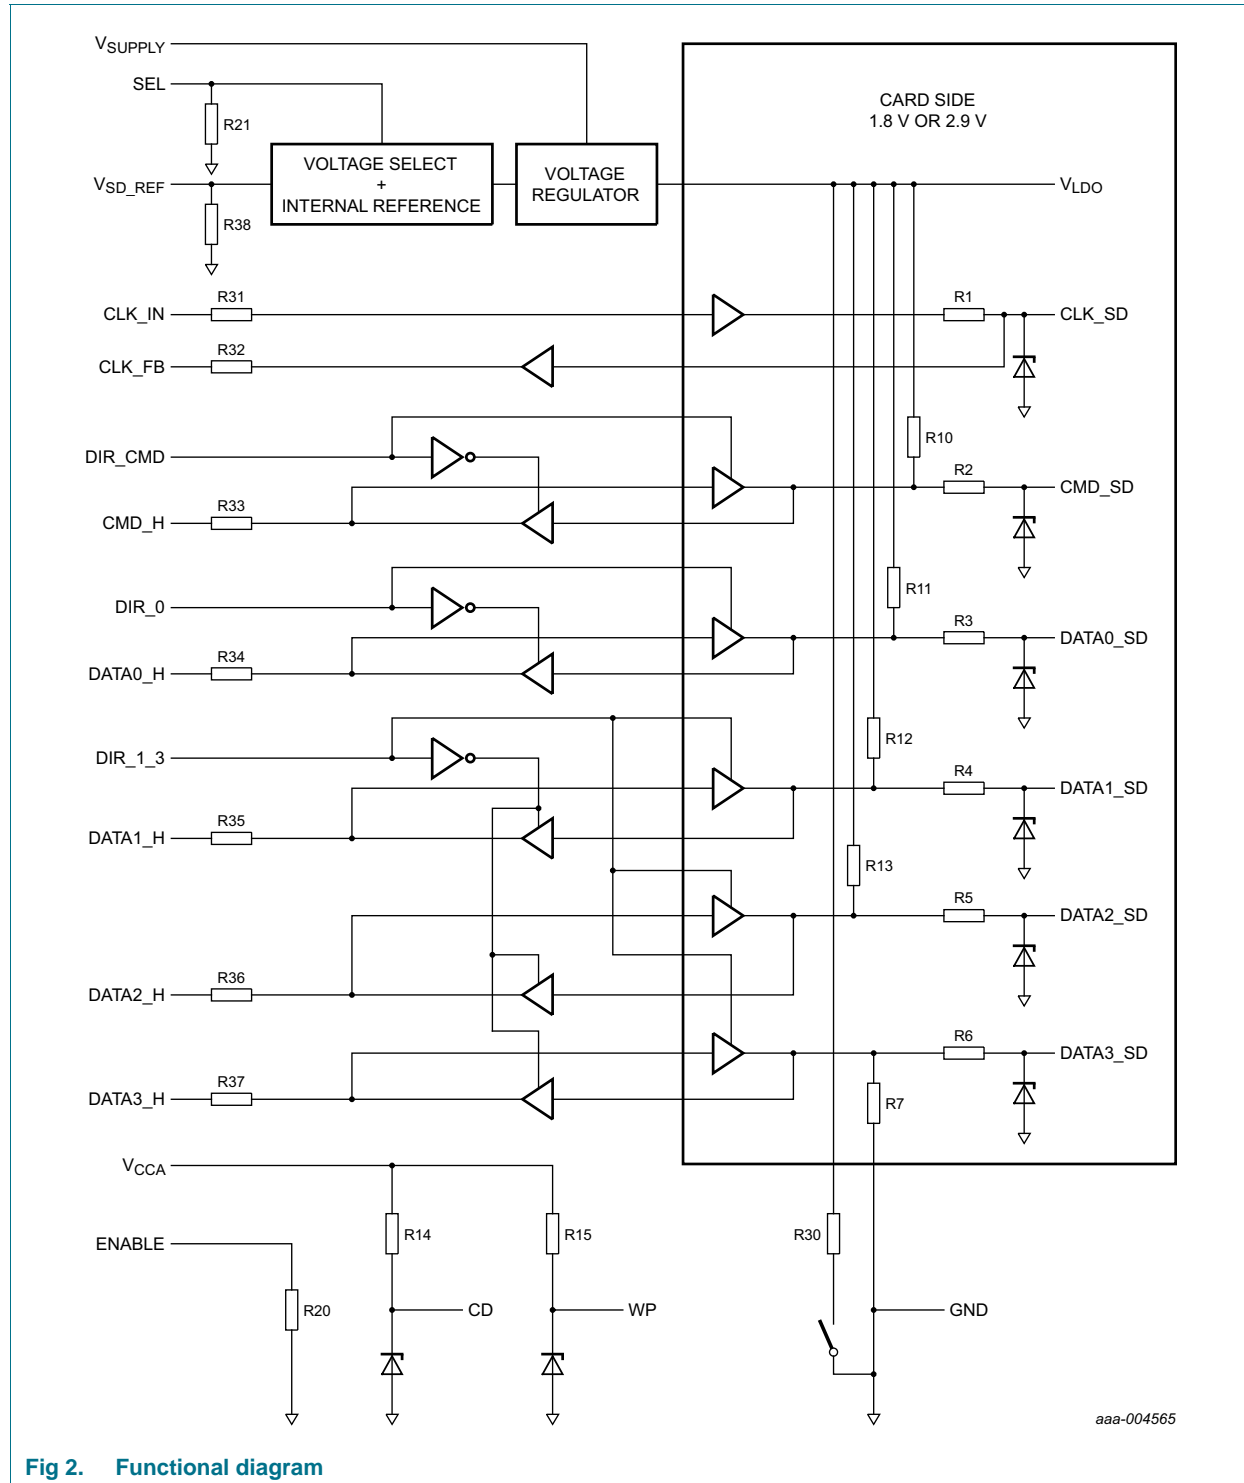 VSUPPLY
SEL
R21
CARD SIDE
1.8 V OR 2.9 V
VOLTAGE SELECT
+
INTERNAL REFERENCE
VOLTAGE
REGULATOR
VSD_REF
VLDO
R38
CLK_IN
R31
R1
CLK_SD
CLK_FB
R32
R10
DIR_CMD
R2
CMD_SD
CMD_H
R33
R11
DIR_0
R3
DATA0_SD
DATA0_H
R34
R12
DIR_1_3
R4
DATA1_SD
DATA1_H
R35
R13
R5
DATA2_SD
DATA2_H
R36
R6
DATA3_SD
DATA3_H
R37
R7
VCCA
R14
R15
R30
ENABLE
R20
CD
WP
GND
aaa-004565
Fig 2. Functional diagram